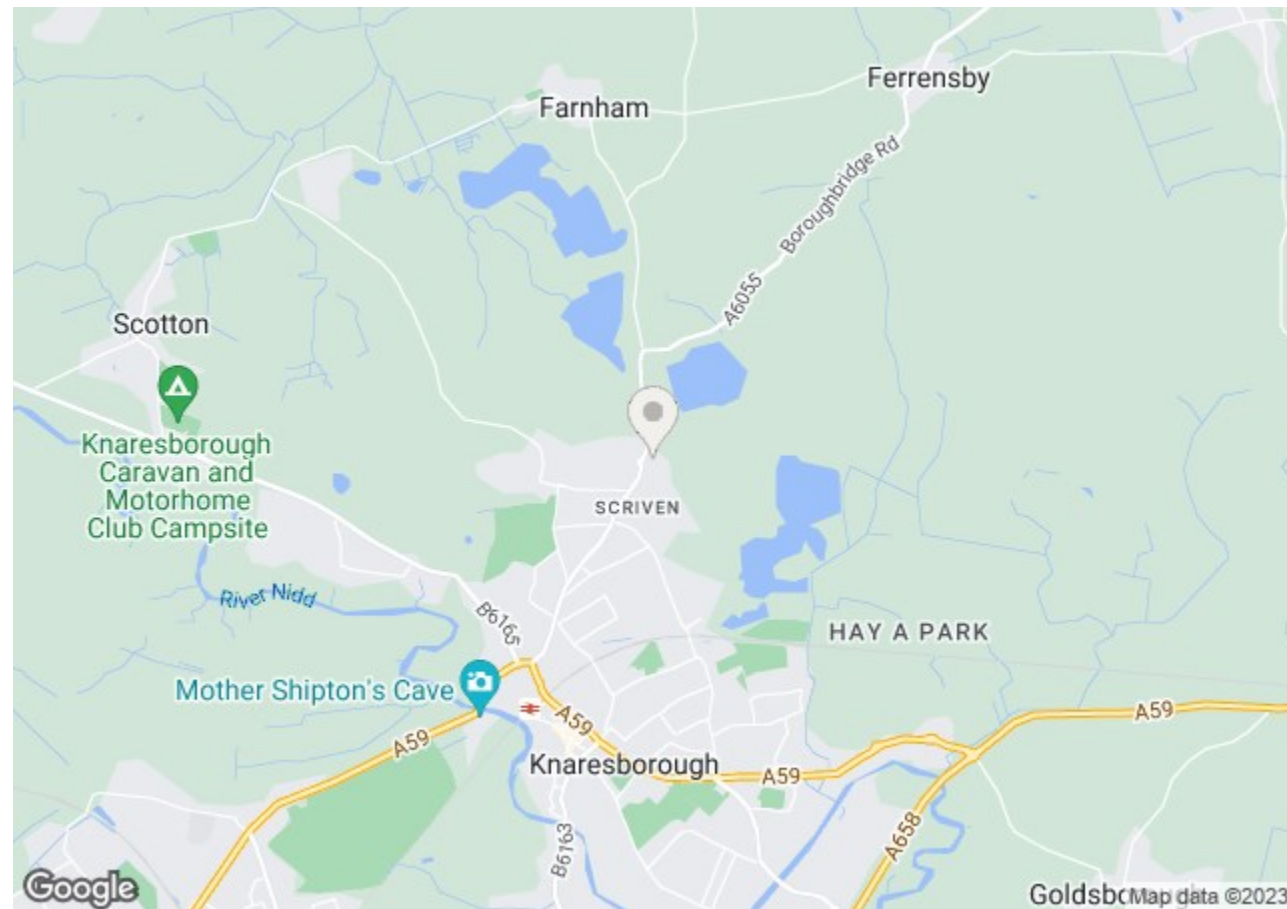 Ferrensby
Farnham
Boroughbridge Rd
A6055
Scotton
Knaresborough
Caravan and
Motorhome
Club Campsite
SCRIVEN
River Nidd
B6165
HAY A PARK
Mother Shipton's Cave
A59
A59
A59
Knaresborough
A59
A658
B6163
Google
Map data ©2023